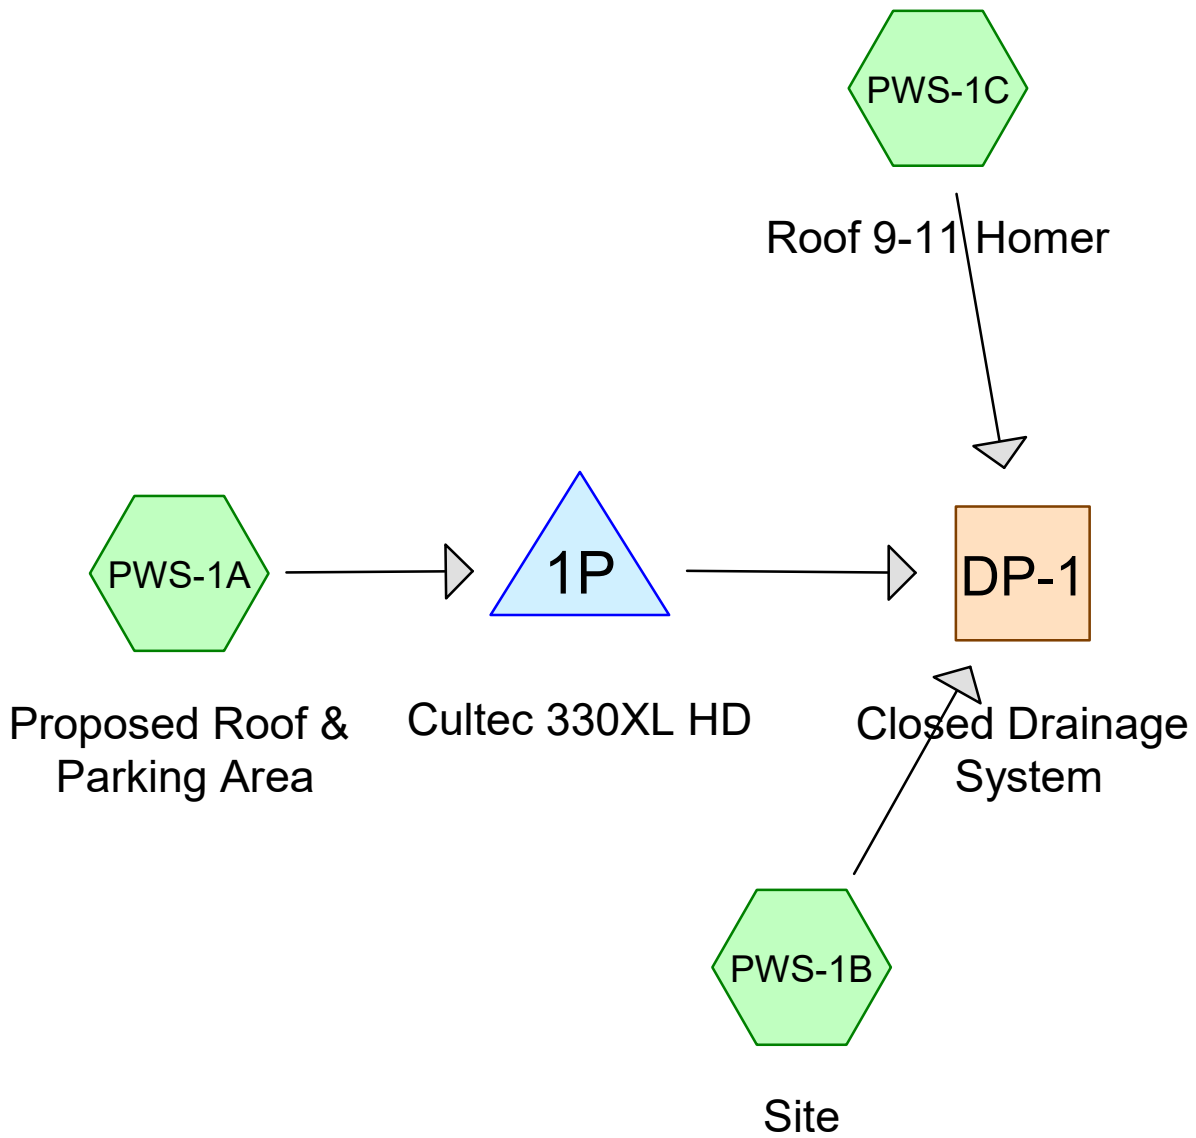 PWS-1C
Roof 9-11 Homer
PWS-1A
1P
DP-1
Proposed Roof &
Parking Area
Cultec 330XL HD
Closed Drainage
System
PWS-1B
Site